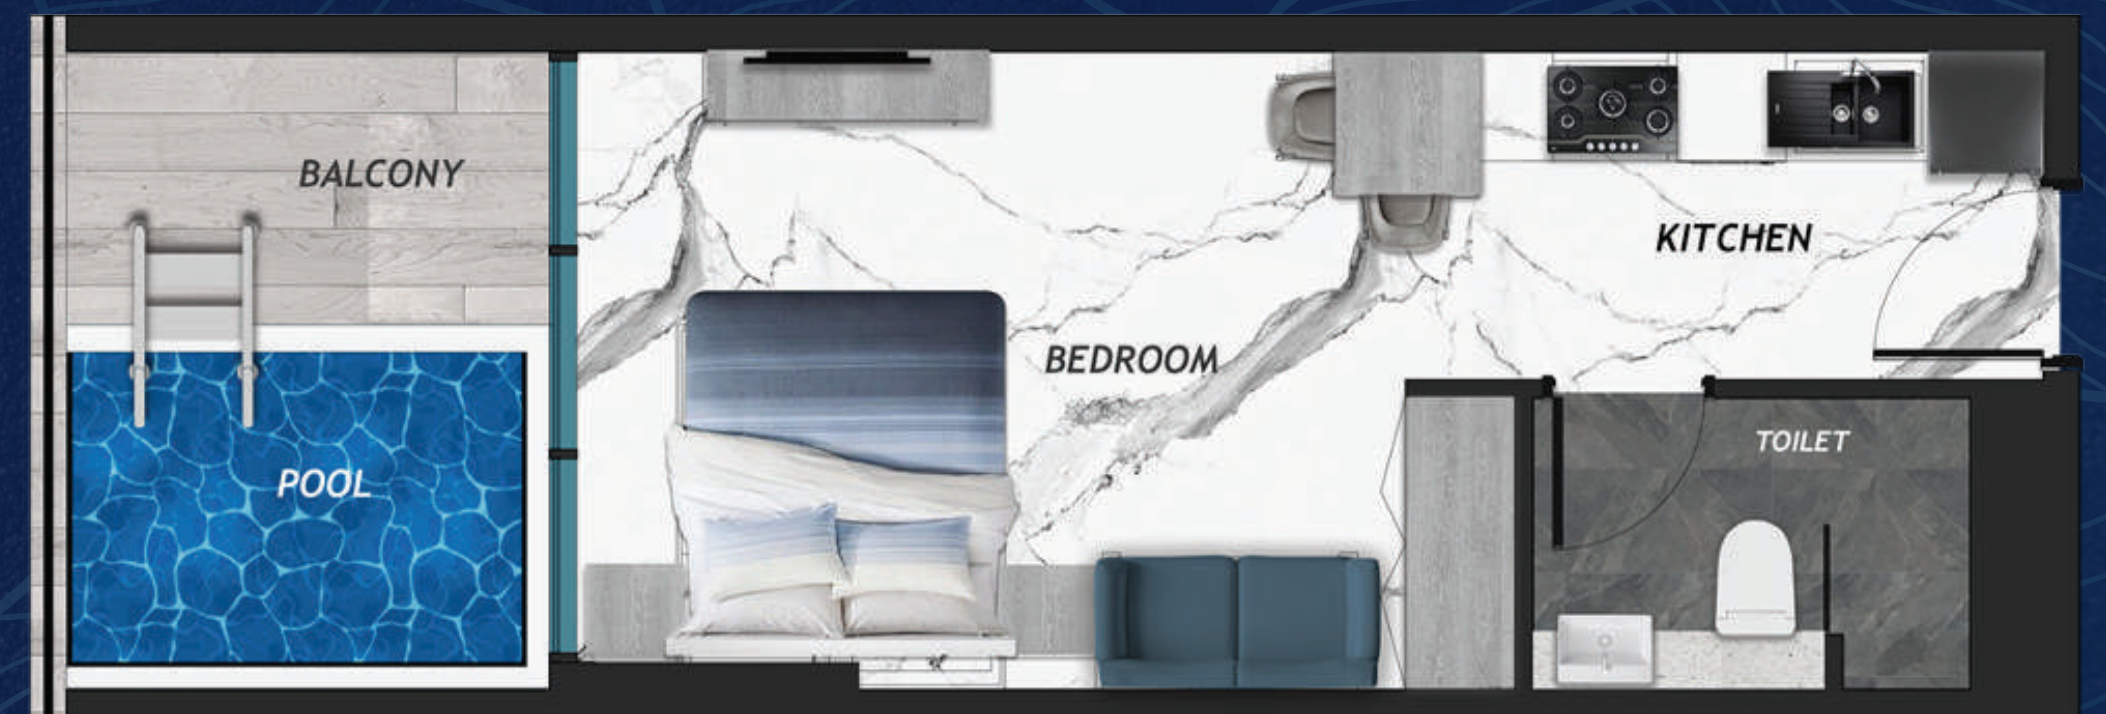 BALCONY
KITCHEN
BEDROOM
TOILET
POOL